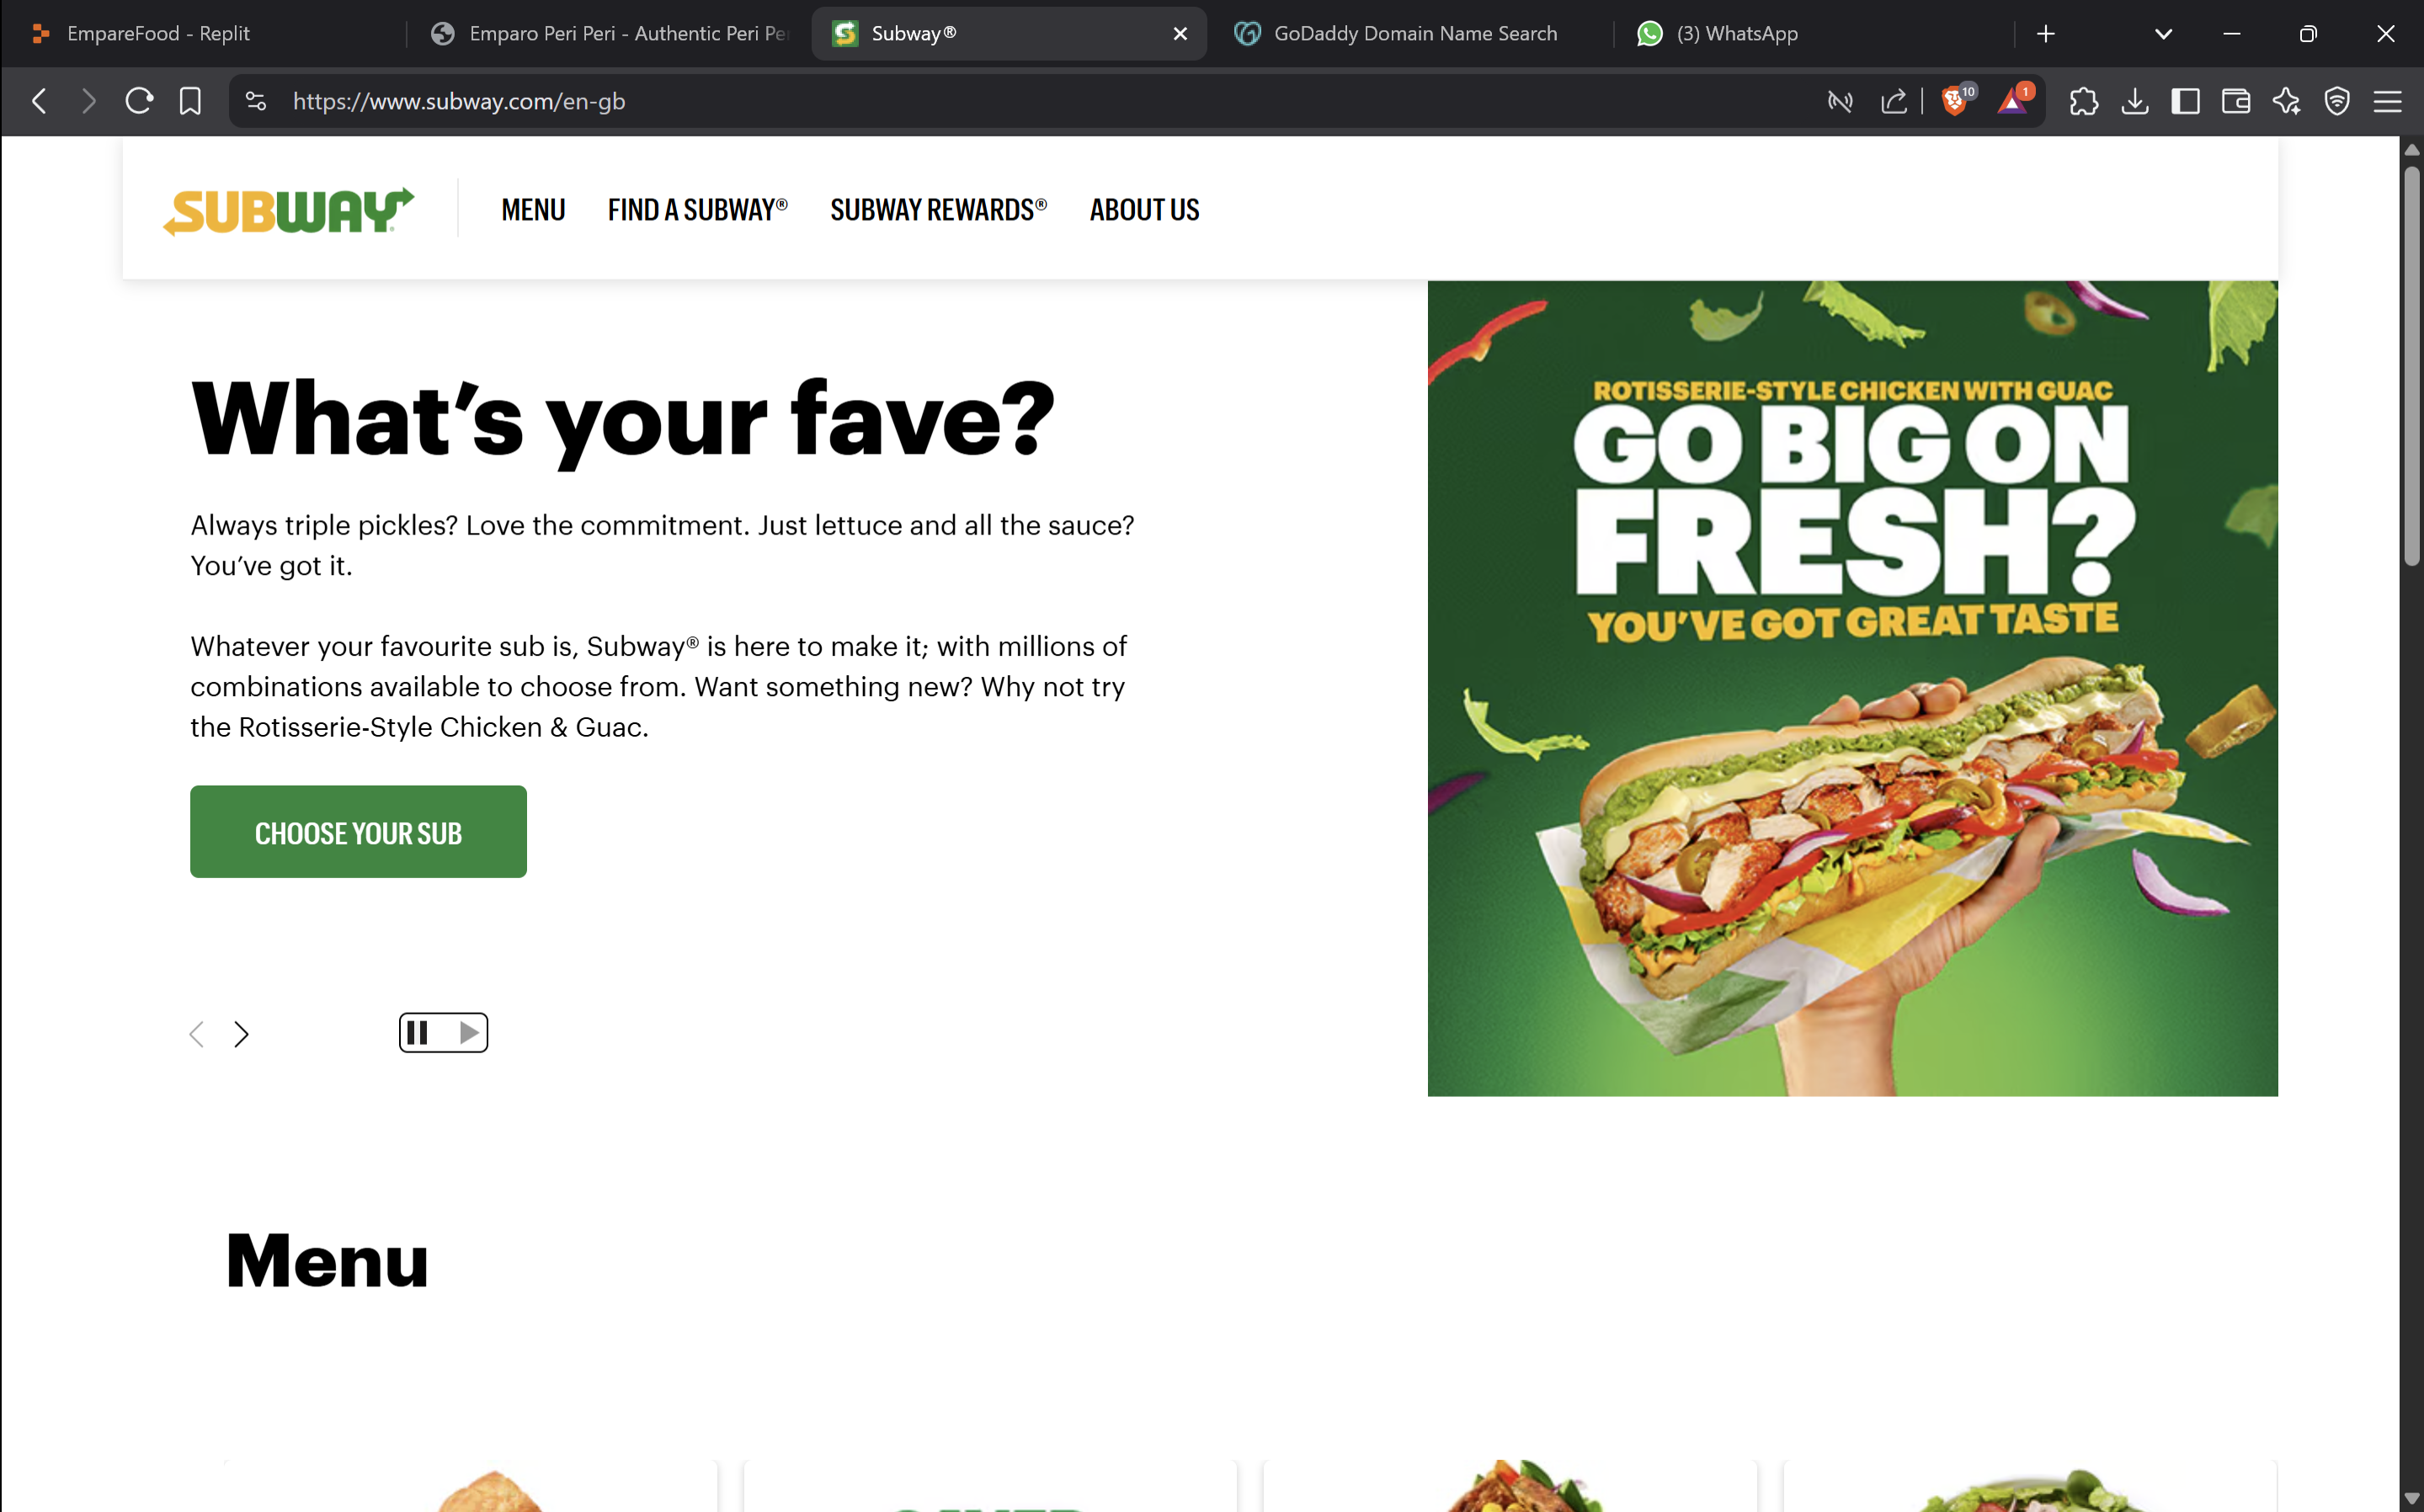 EmpareFood - Replit
Emparo Peri Peri - Authentic Peri Pe
Subway®
GoDaddy Domain Name Search
(3) WhatsApp
https://www.subway.com/en-gb
10
1
SUBWAY®
MENU
FIND A SUBWAY®
SUBWAY REWARDS®
ABOUT US
What’s your fave?
Always triple pickles? Love the commitment. Just lettuce and all the sauce?
You’ve got it.
Whatever your favourite sub is, Subway® is here to make it; with millions of
combinations available to choose from. Want something new? Why not try
the Rotisserie-Style Chicken & Guac.
CHOOSE YOUR SUB
ROTISSERIE-STYLE CHICKEN WITH GUAC
GO BIG ON
FRESH?
YOU’VE GOT GREAT TASTE
Menu